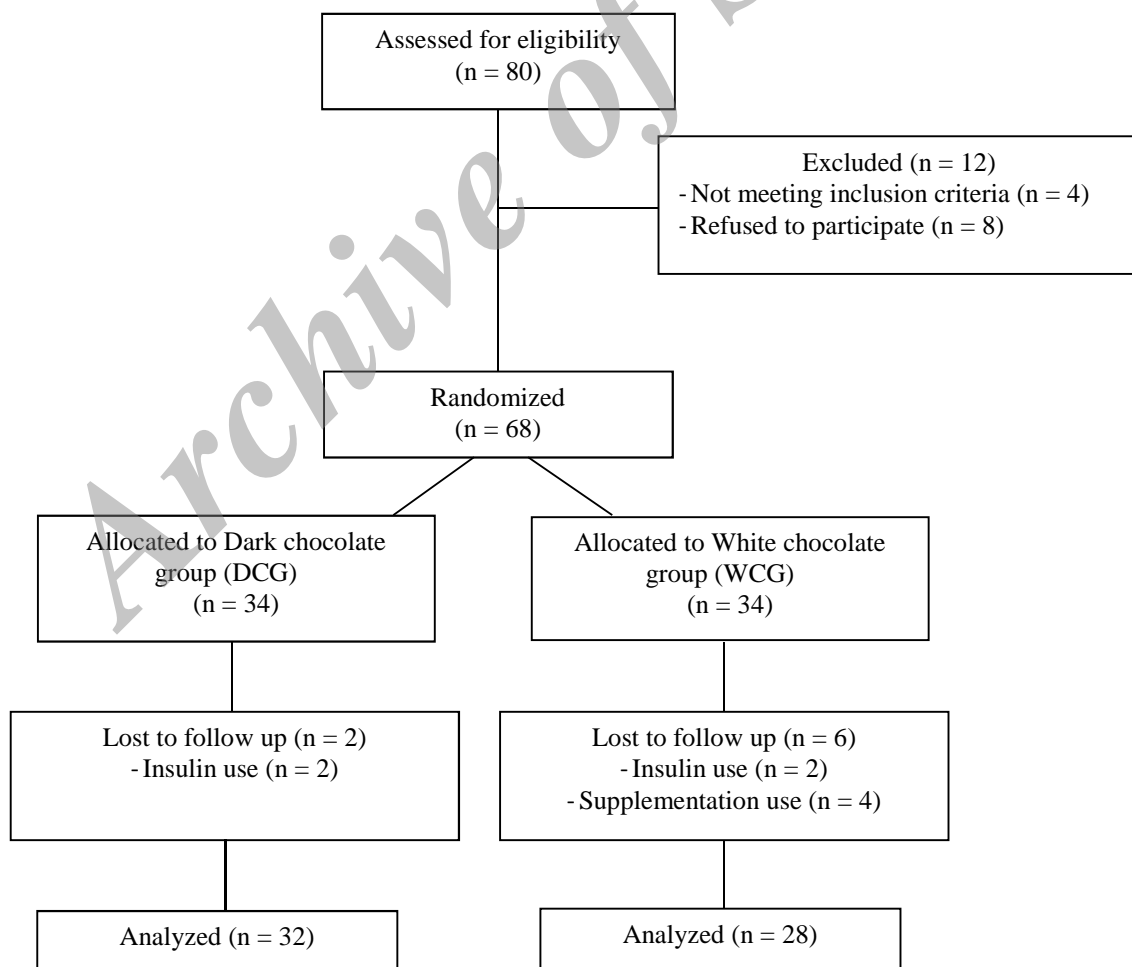 Assessed for eligibility
(n = 80)
Excluded (n = 12)
- Not meeting inclusion criteria (n = 4)
- Refused to participate (n = 8)
Randomized
(n = 68)
Allocated to Dark chocolate
group (DCG)
(n = 34)
Allocated to White chocolate
group (WCG)
(n = 34)
Lost to follow up (n = 2)
- Insulin use (n = 2)
Lost to follow up (n = 6)
- Insulin use (n = 2)
- Supplementation use (n = 4)
Analyzed (n = 32)
Analyzed (n = 28)
Archive of